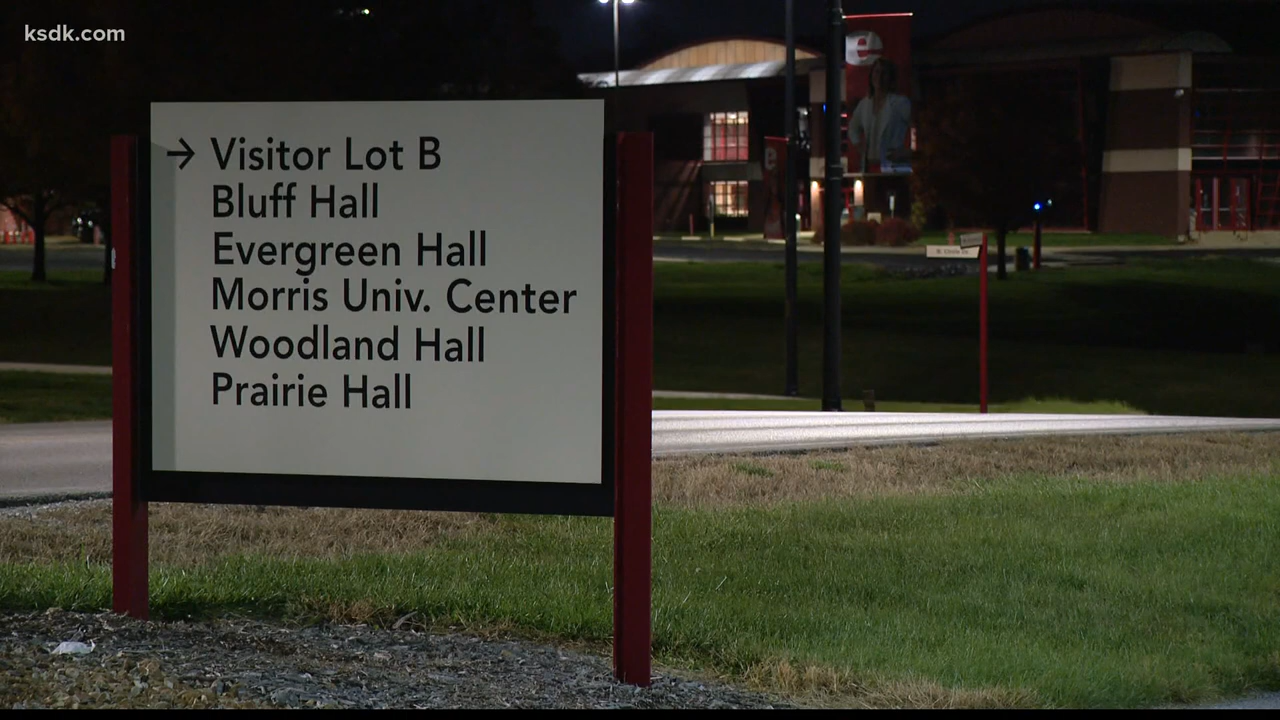 ksdk.com
→ Visitor Lot B
Bluff Hall
Evergreen Hall
Morris Univ. Center
Woodland Hall
Prairie Hall
e